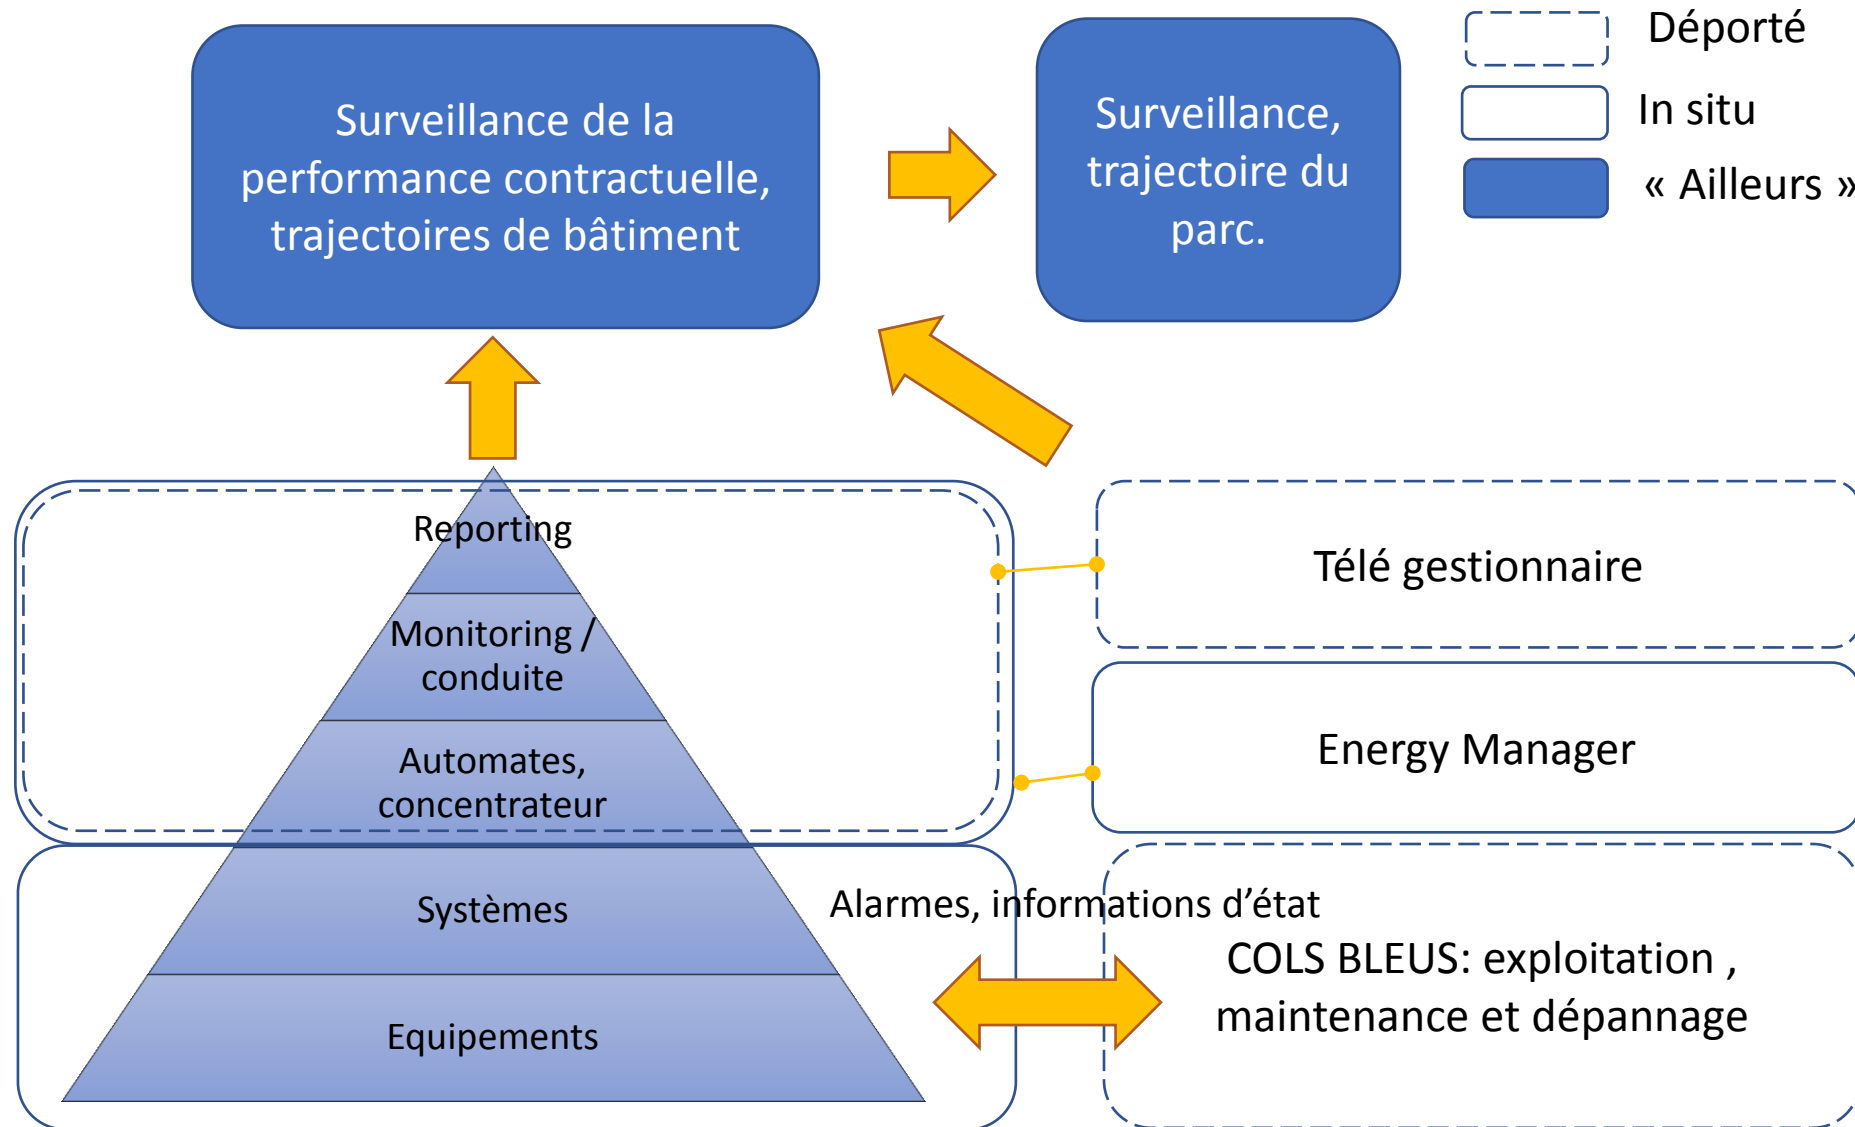 Surveillance de la
performance contractuelle,
trajectoires de bâtiment
Surveillance,
trajectoire du
parc.
Déporté
In situ
« Ailleurs »
Reporting
Monitoring /
conduite
Automates,
concentrateur
Systèmes
Equipements
Télé gestionnaire
Energy Manager
Alarmes, informations d’état
COLS BLEUS: exploitation ,
maintenance et dépannage